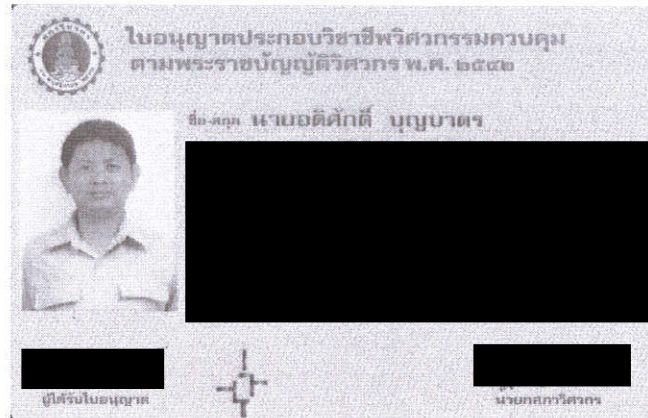 ใบอนุญาตประกอบวิชาชีพวิศวกรรมควบคุม
ตามพระราชบัญญัติวิศวกร พ.ศ. ๒๕๔๒
ชื่อ-สกุล นายอดิศักดิ์ บุญบาตร
ผู้ได้รับใบอนุญาต
นายกสภาวิศวกร